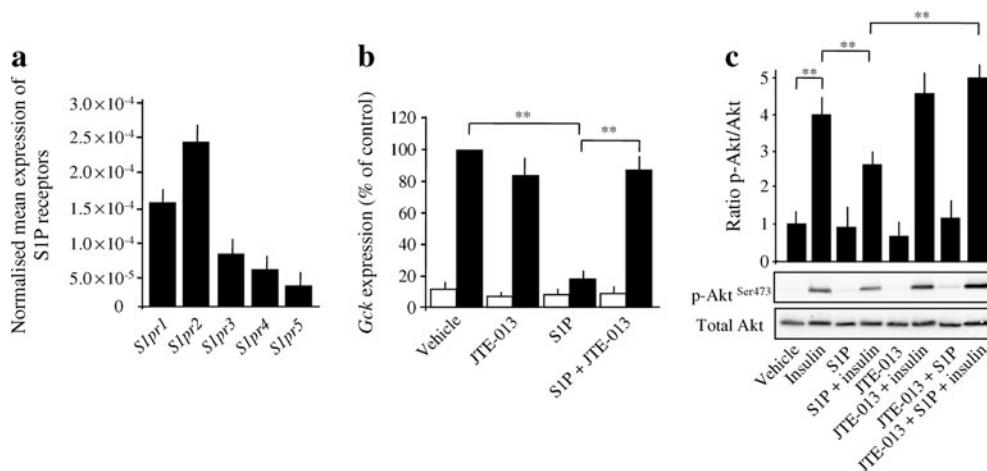 a
Normalised mean expression of
S1P receptors
3.0×10⁻⁴
2.5×10⁻⁴
2.0×10⁻⁴
1.5×10⁻⁴
1.0×10⁻⁴
5.0×10⁻⁵
0
S1pr1
S1pr2
S1pr3
S1pr4
S1pr5
b
Gck expression (% of control)
120
100
80
60
40
20
0
**
**
Vehicle
JTE-013
S1P
S1P + JTE-013
c
Ratio p-Akt/Akt
5
4
3
2
1
0
**
**
**
p-Akt Ser473
Total Akt
Vehicle
Insulin
S1P
S1P + insulin
JTE-013
JTE-013 + insulin
JTE-013 + S1P
JTE-013 + S1P + insulin